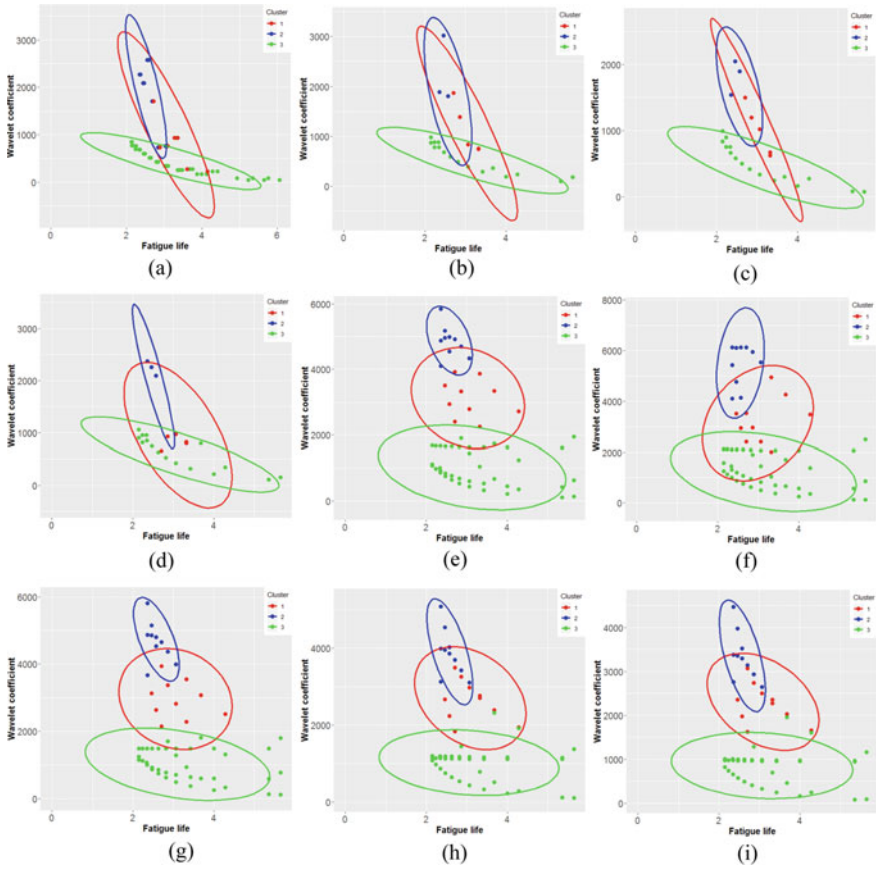 Cluster
1
2
3
3000
2000
1000
0
Wavelet coefficient
0 2 4 6
Fatigue life
(a)
Cluster
1
2
3
3000
2000
1000
0
Wavelet coefficient
0 2 4
Fatigue life
(b)
Cluster
1
2
3
2000
1000
0
Wavelet coefficient
0 2 4
Fatigue life
(c)
Cluster
1
2
3
3000
2000
1000
0
Wavelet coefficient
0 2 4
Fatigue life
(d)
Cluster
1
2
3
6000
4000
2000
0
Wavelet coefficient
0 2 4
Fatigue life
(e)
Cluster
1
2
3
8000
6000
4000
2000
0
Wavelet coefficient
0 2 4
Fatigue life
(f)
Cluster
1
2
3
6000
4000
2000
0
Wavelet coefficient
0 2 4
Fatigue life
(g)
Cluster
1
2
3
4000
2000
0
Wavelet coefficient
0 2 4
Fatigue life
(h)
Cluster
1
2
3
4000
3000
2000
1000
0
Wavelet coefficient
0 2 4
Fatigue life
(i)